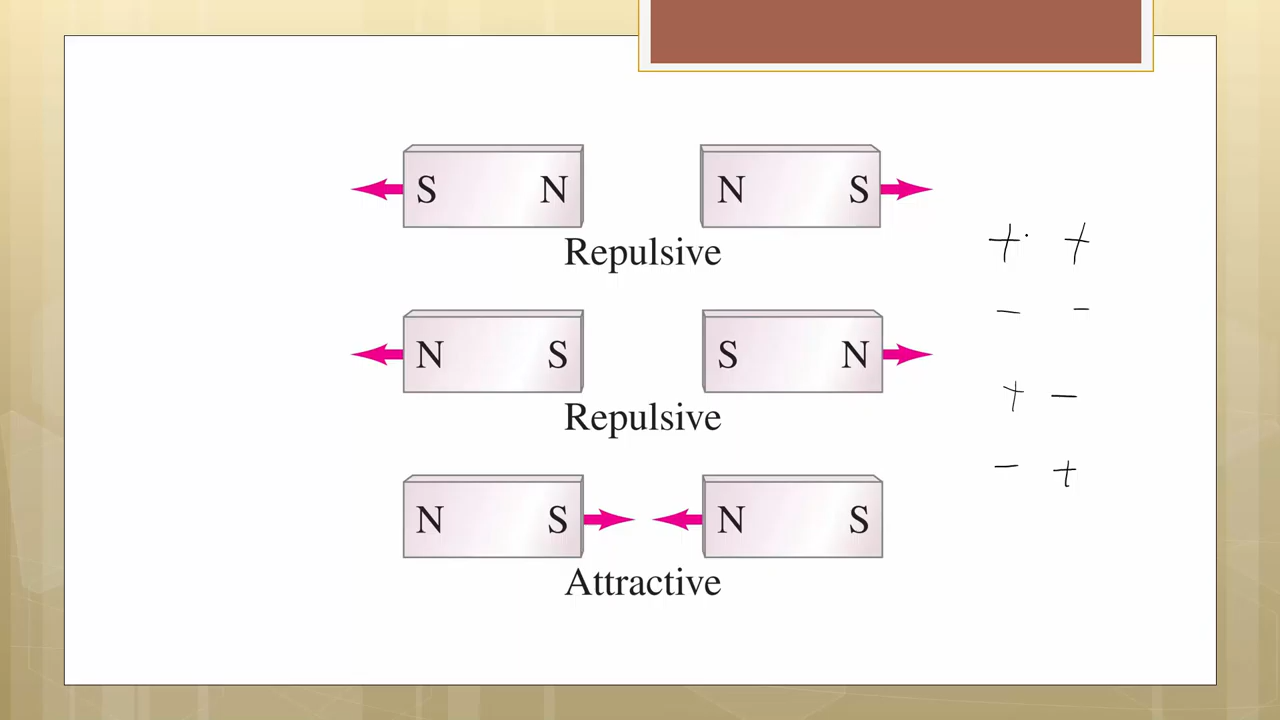 S N N S
Repulsive
+ +
- -
N S S N
Repulsive
+ -
- +
N S N S
Attractive